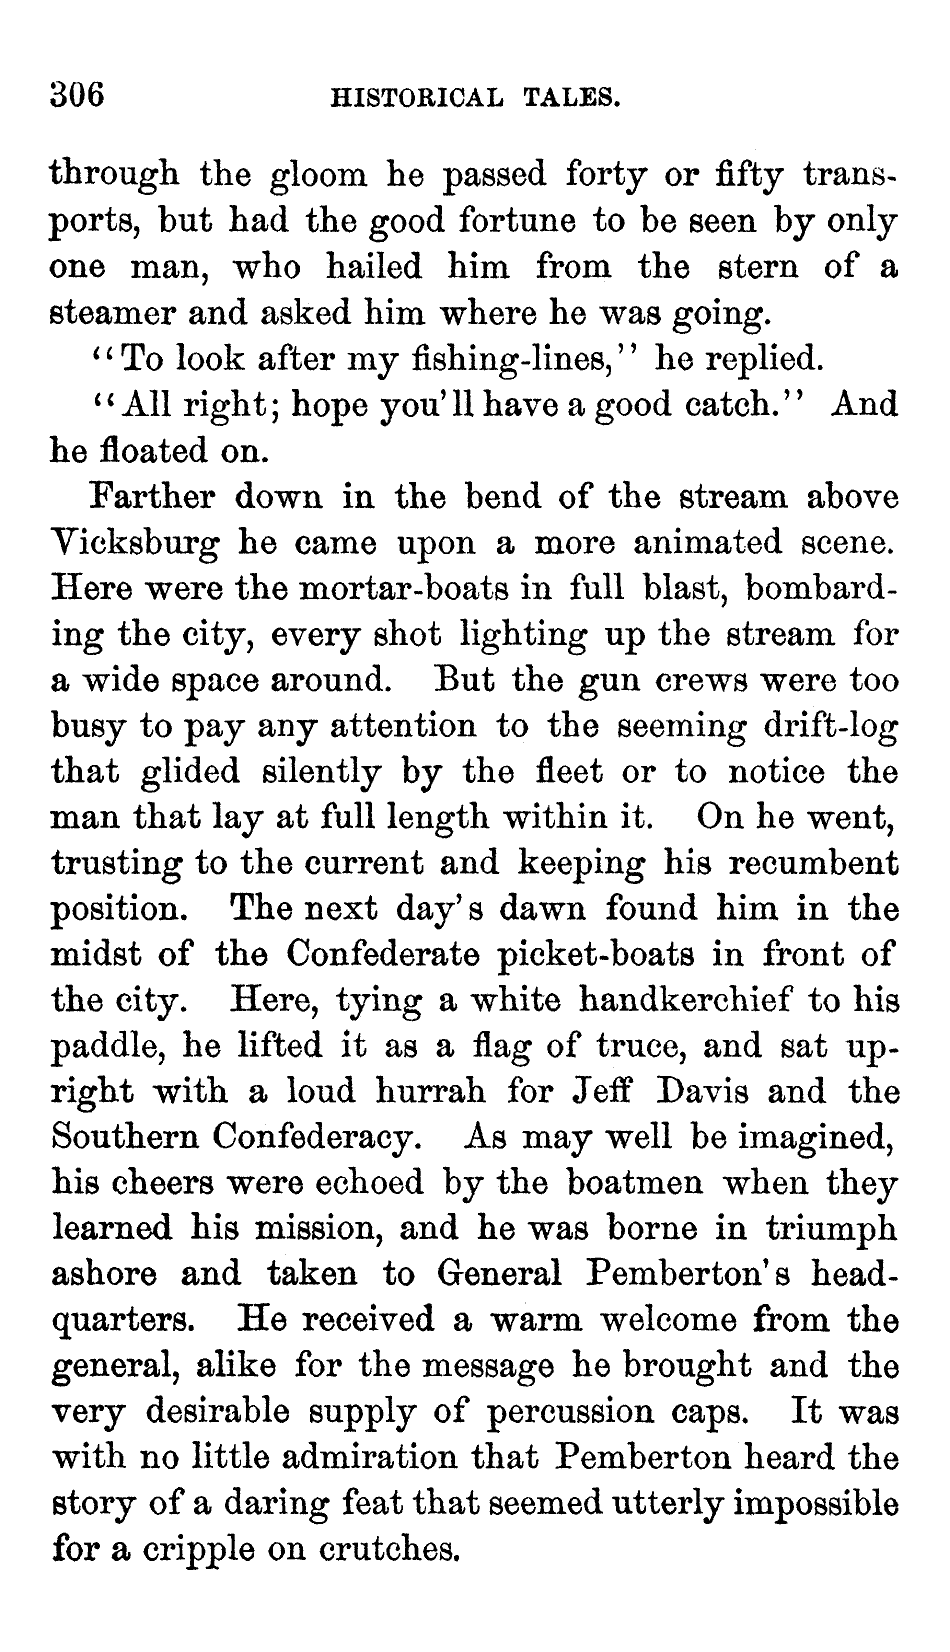 306 HISTORICAL TALES.
through the gloom he passed forty or fifty trans-
ports, but had the good fortune to be seen by only
one man, who hailed him from the stern of a
steamer and asked him where he was going.
“To look after my fishing-lines,” he replied.
“All right; hope you'll have a good catch.” And
he floated on.
Farther down in the bend of the stream above
Vicksburg he came upon a more animated scene.
Here were the mortar-boats in full blast, bombard-
ing the city, every shot lighting up the stream for
a wide space around. But the gun crews were too
busy to pay any attention to the seeming drift-log
that glided silently by the fleet or to notice the
man that lay at full length within it. On he went,
trusting to the current and keeping his recumbent
position. The next day's dawn found him in the
midst of the Confederate picket-boats in front of
the city. Here, tying a white handkerchief to his
paddle, he lifted it as a flag of truce, and sat up-
right with a loud hurrah for Jeff Davis and the
Southern Confederacy. As may well be imagined,
his cheers were echoed by the boatmen when they
learned his mission, and he was borne in triumph
ashore and taken to General Pemberton's head-
quarters. He received a warm welcome from the
general, alike for the message he brought and the
very desirable supply of percussion caps. It was
with no little admiration that Pemberton heard the
story of a daring feat that seemed utterly impossible
for a cripple on crutches.